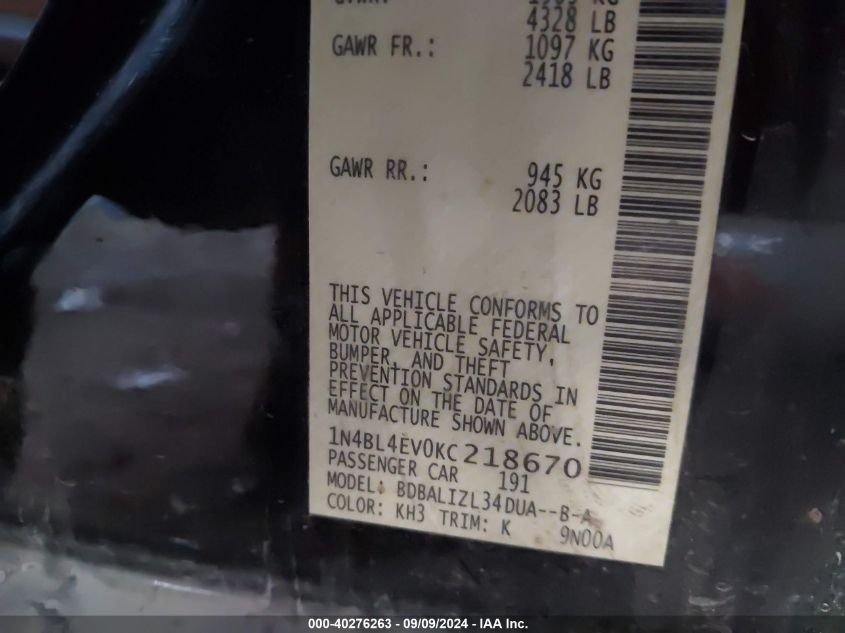 4328 LB
GAWR FR.: 1097 KG
2418 LB
GAWR RR.: 945 KG
2083 LB
THIS VEHICLE CONFORMS TO
ALL APPLICABLE FEDERAL
MOTOR VEHICLE SAFETY,
BUMPER, AND THEFT
PREVENTION STANDARDS IN
EFFECT ON THE DATE OF
MANUFACTURE SHOWN ABOVE.
1N4BL4EV0KC218670
PASSENGER CAR 191
MODEL: BDBALIZL34DUA--B-A
COLOR: KH3 TRIM: K 9N00A
000-40276263 - 09/09/2024 - IAA Inc.